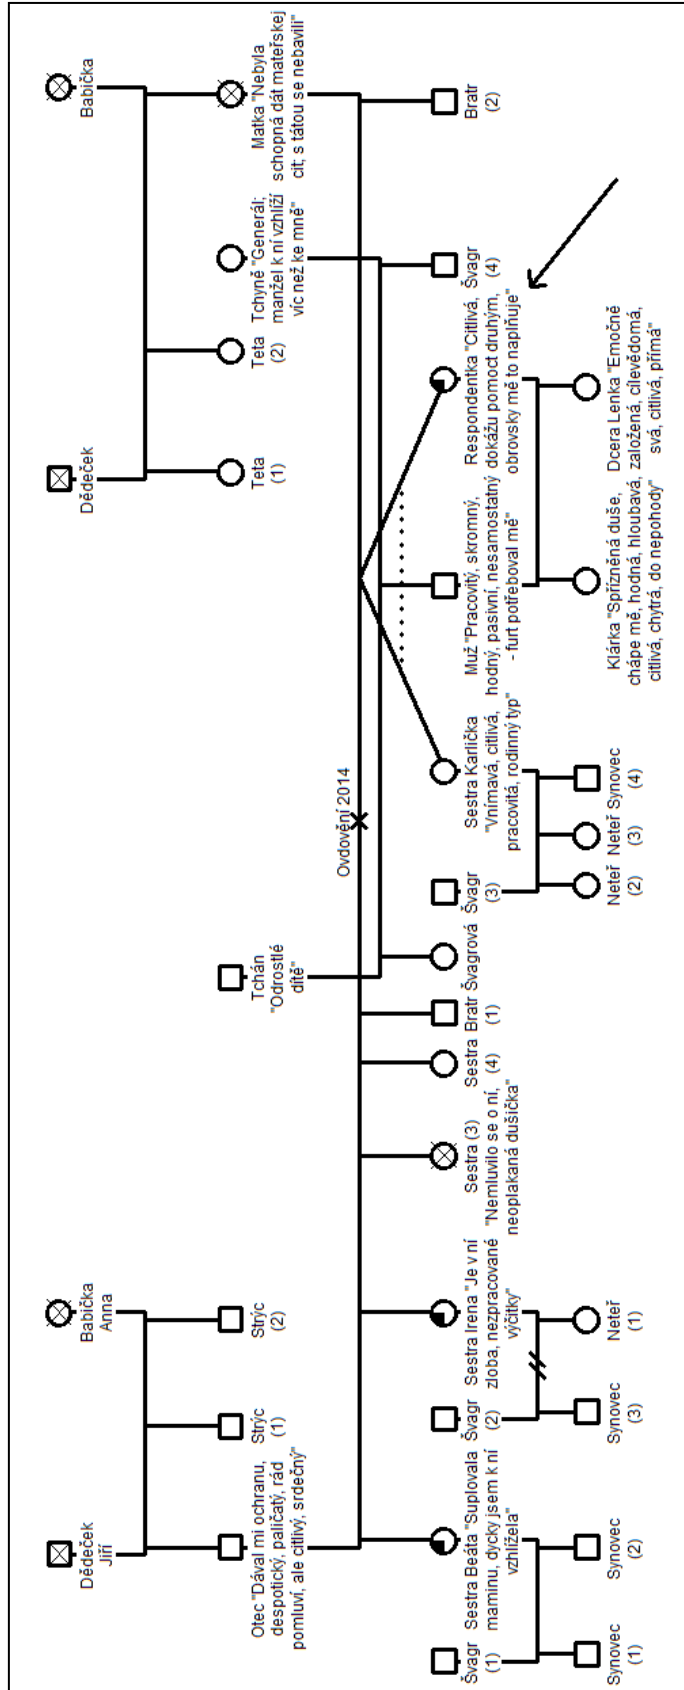 Dědeček
Jiří
Babička
Anna
Dědeček
Babička
Otec "Dával mi ochranu,
despotický, paličatý, rád
pomluví, ale citlivý, srdečný"
Strýc
(1)
Strýc
(2)
Tchán
"Odrostlé
dítě"
Teta
(1)
Teta
(2)
Tchyně "Generál;
manžel k ní vzhlíží
víc než ke mně"
Matka "Nebyla
schopná dát mateřskej
cit; s tátou se nebavili"
Ovdovění 2014
Švagr
(1)
Sestra Beáta "Suplovala
maminu, dycky jsem k ní
vzhlížela"
Švagr
(2)
Sestra Irena "Je v ní
zloba, nezpracované
výčitky"
Sestra (3)
"Nemluvilo se o ní,
neoplakaná dušička"
Sestra
(4)
Bratr
(1)
Švagrová
Švagr
(3)
Sestra Karlička
"Vnímavá, citlivá,
pracovitá, rodinný typ"
Muž "Pracovitý, skromný,
hodný, pasivní, nesamostatný
- furt potřeboval mě"
Respondentka "Citlivá,
dokážu pomoct druhým,
obrovsky mě to naplňuje"
Švagr
(4)
Bratr
(2)
Synovec
(1)
Synovec
(2)
Synovec
(3)
Neteř
(1)
Neteř
(2)
Neteř
(3)
Synovec
(4)
Klárka "Spřízněná duše,
chápe mě, hodná, hloubavá,
citlivá, chytrá, do nepohody"
Dcera Lenka "Emočně
založená, cílevědomá,
svá, citlivá, přímá"